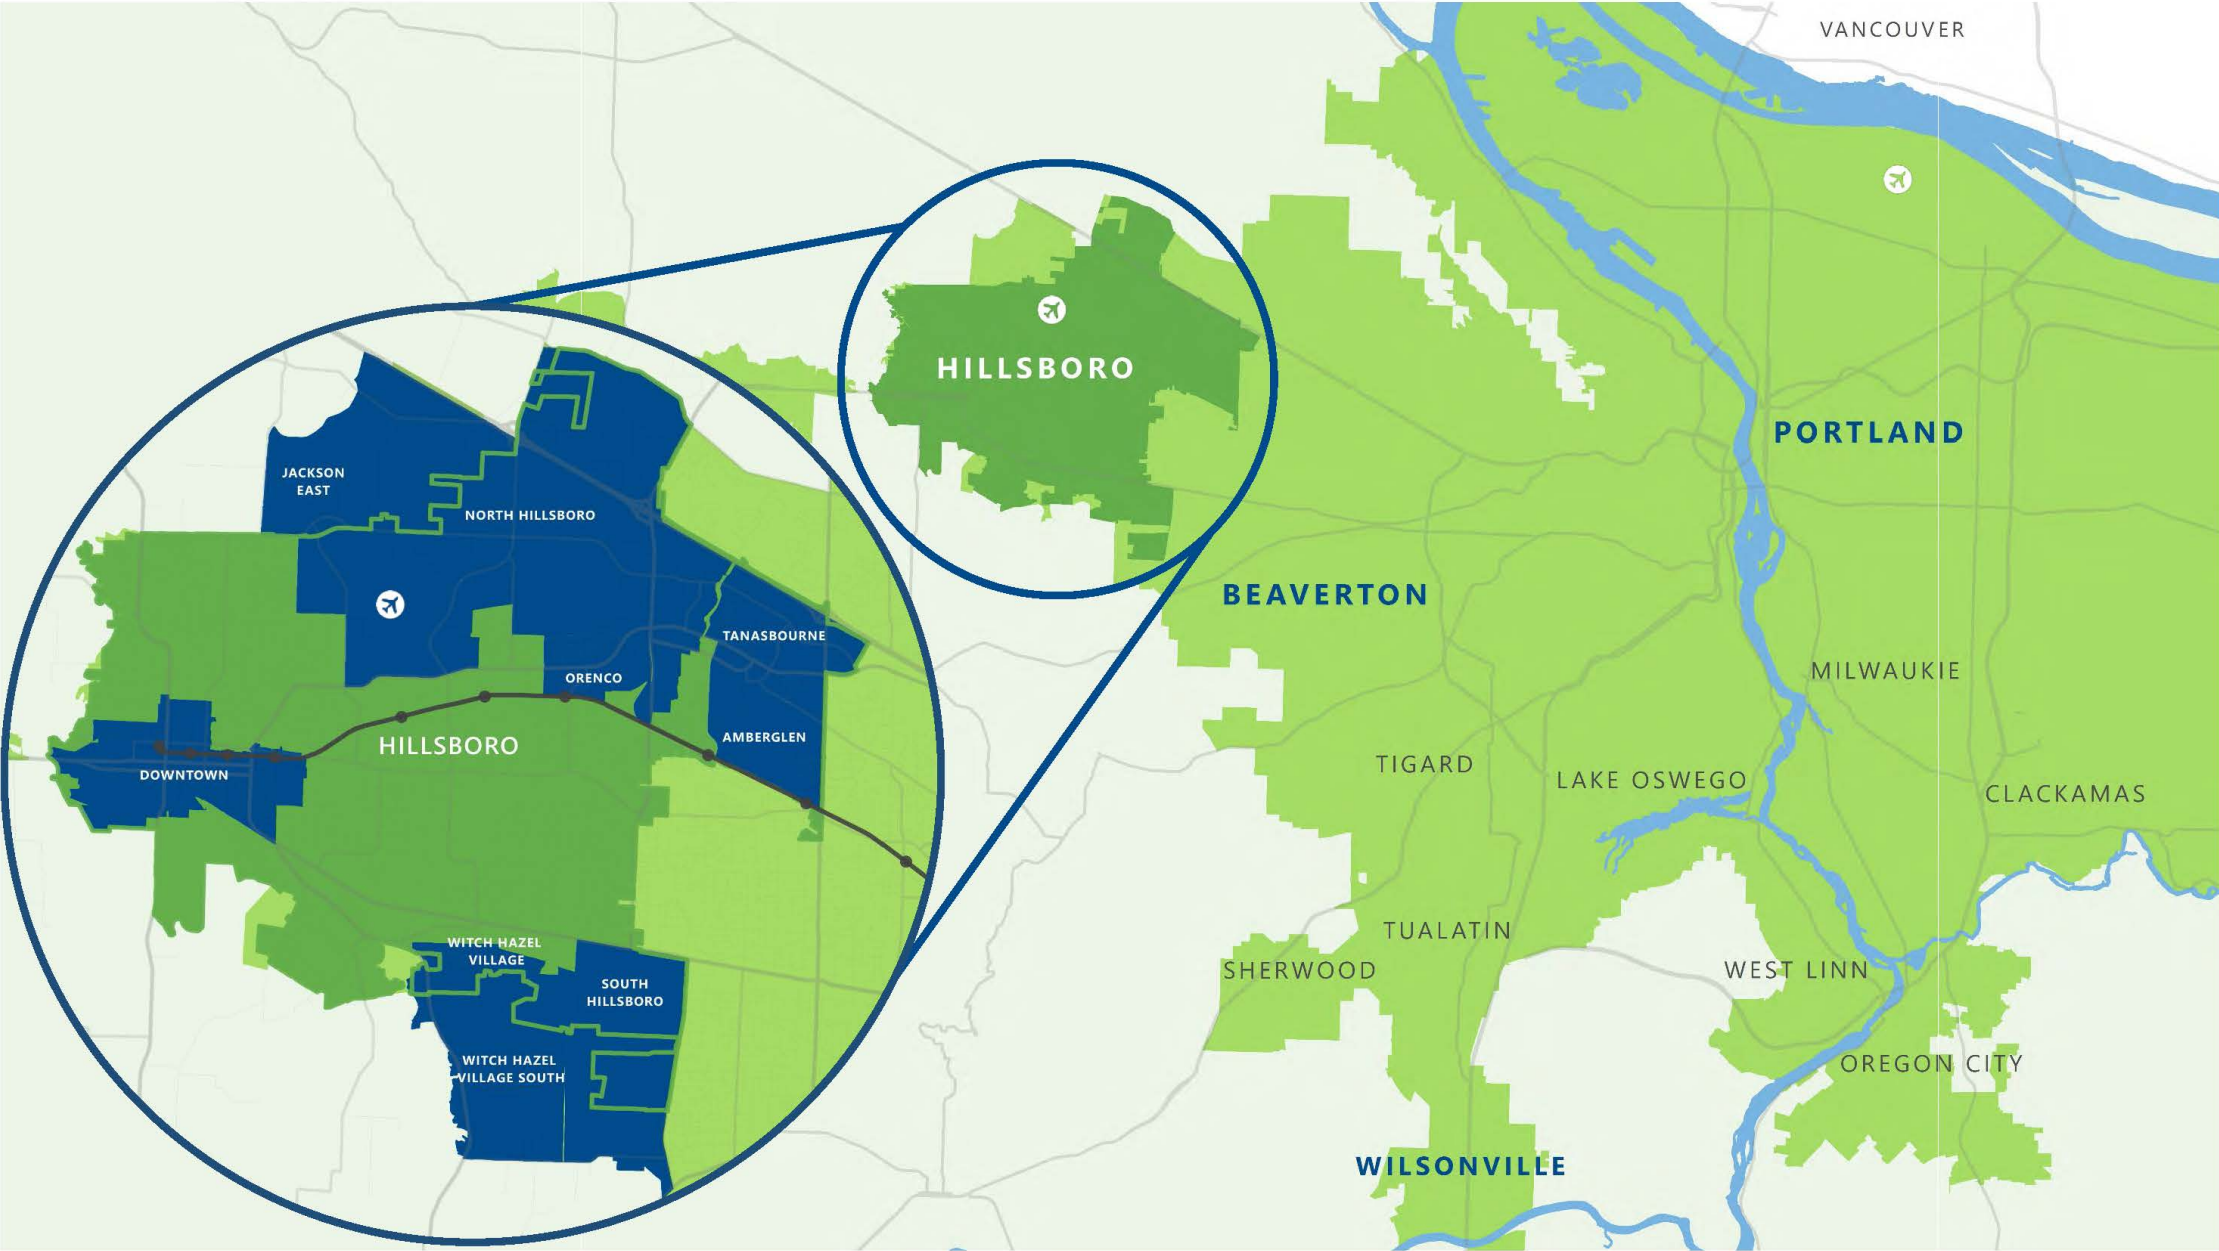 VANCOUVER
HILLSBORO
PORTLAND
JACKSON
EAST
NORTH HILLSBORO
BEAVERTON
TANASBOURNE
MILWAUKIE
ORENCO
AMBERGLEN
HILLSBORO
TIGARD
DOWNTOWN
LAKE OSWEGO
CLACKAMAS
TUALATIN
WITCH HAZEL
VILLAGE
SHERWOOD
WEST LINN
SOUTH
HILLSBORO
WITCH HAZEL
VILLAGE SOUTH
OREGON CITY
WILSONVILLE